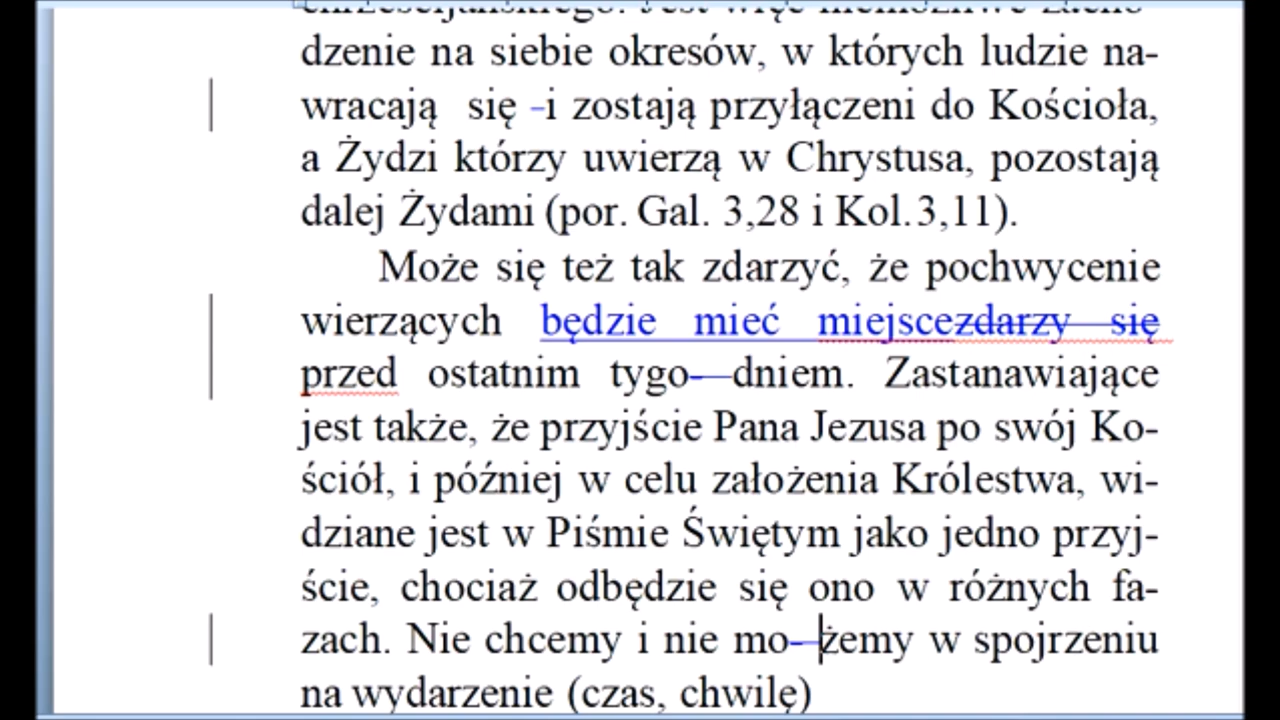 dzenie na siebie okresów, w których ludzie na-
wracają się -i zostają przyłączeni do Kościoła,
a Żydzi którzy uwierzą w Chrystusa, pozostają
dalej Żydami (por. Gal. 3,28 i Kol.3,11).
Może się też tak zdarzyć, że pochwycenie
wierzących będzie mieć miejscezdarzy się
przed ostatnim tygo- dniem. Zastanawiające
jest także, że przyjście Pana Jezusa po swój Ko-
ściół, i później w celu założenia Królestwa, wi-
dziane jest w Piśmie Świętym jako jedno przyj-
ście, chociaż odbędzie się ono w różnych fa-
zach. Nie chcemy i nie mo- żemy w spojrzeniu
na wydarzenie (czas, chwilę)